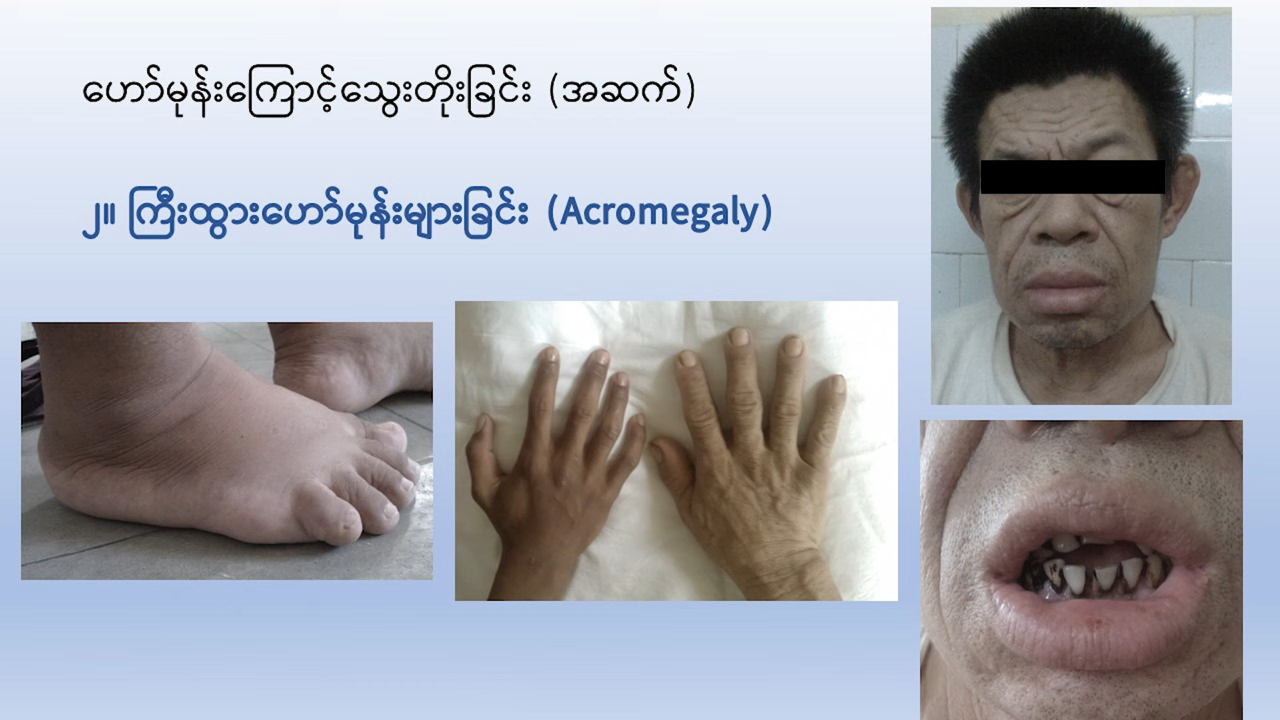 ဟော်မုန်းကြောင့်သွေးတိုးခြင်း (အဆက်)
၂။ ကြီးထွားဟော်မုန်းများခြင်း (Acromegaly)